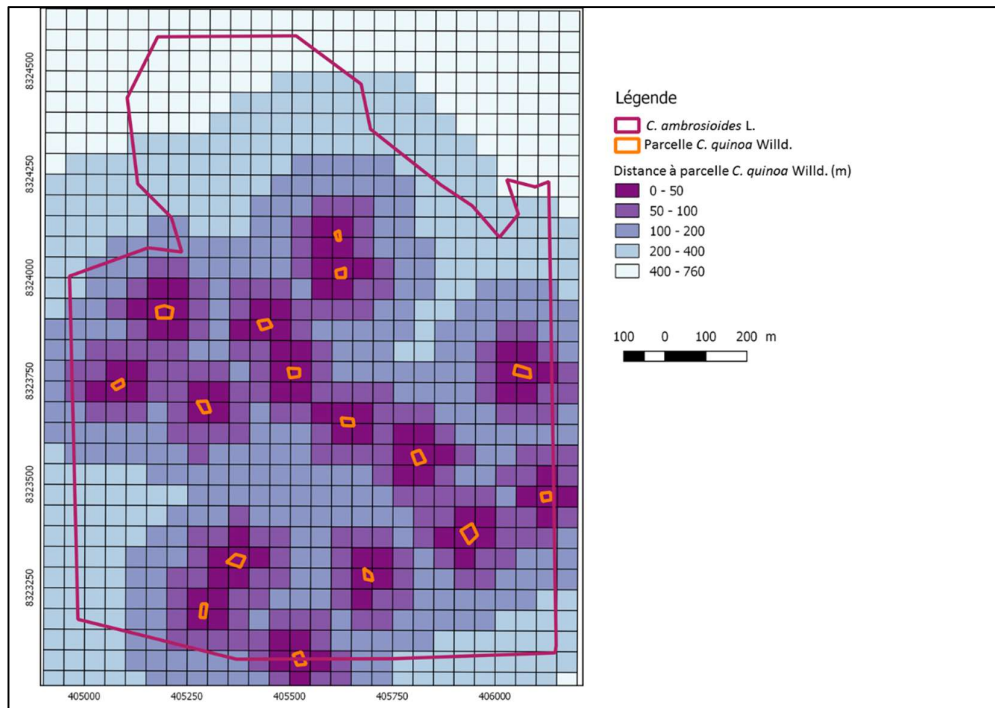 8324500
8324250
8324000
8323750
8323500
8323250
405000
405250
405500
405750
406000
Légende
C. ambrosioides L.
Parcelle C. quinoa Willd.
Distance à parcelle C. quinoa Willd. (m)
0 - 50
50 - 100
100 - 200
200 - 400
400 - 760
100 0 100 200 m